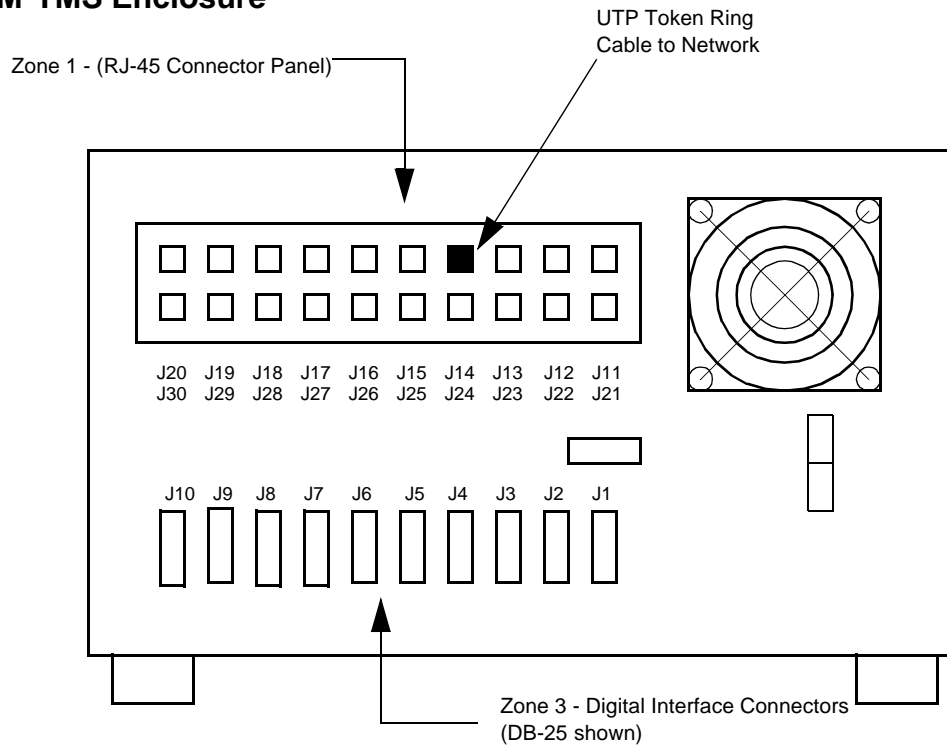 TMS Enclosure
UTP Token Ring
Cable to Network
Zone 1 - (RJ-45 Connector Panel)
J20 J19 J18 J17 J16 J15 J14 J13 J12 J11
J30 J29 J28 J27 J26 J25 J24 J23 J22 J21
J10 J9 J8 J7 J6 J5 J4 J3 J2 J1
Zone 3 - Digital Interface Connectors
(DB-25 shown)